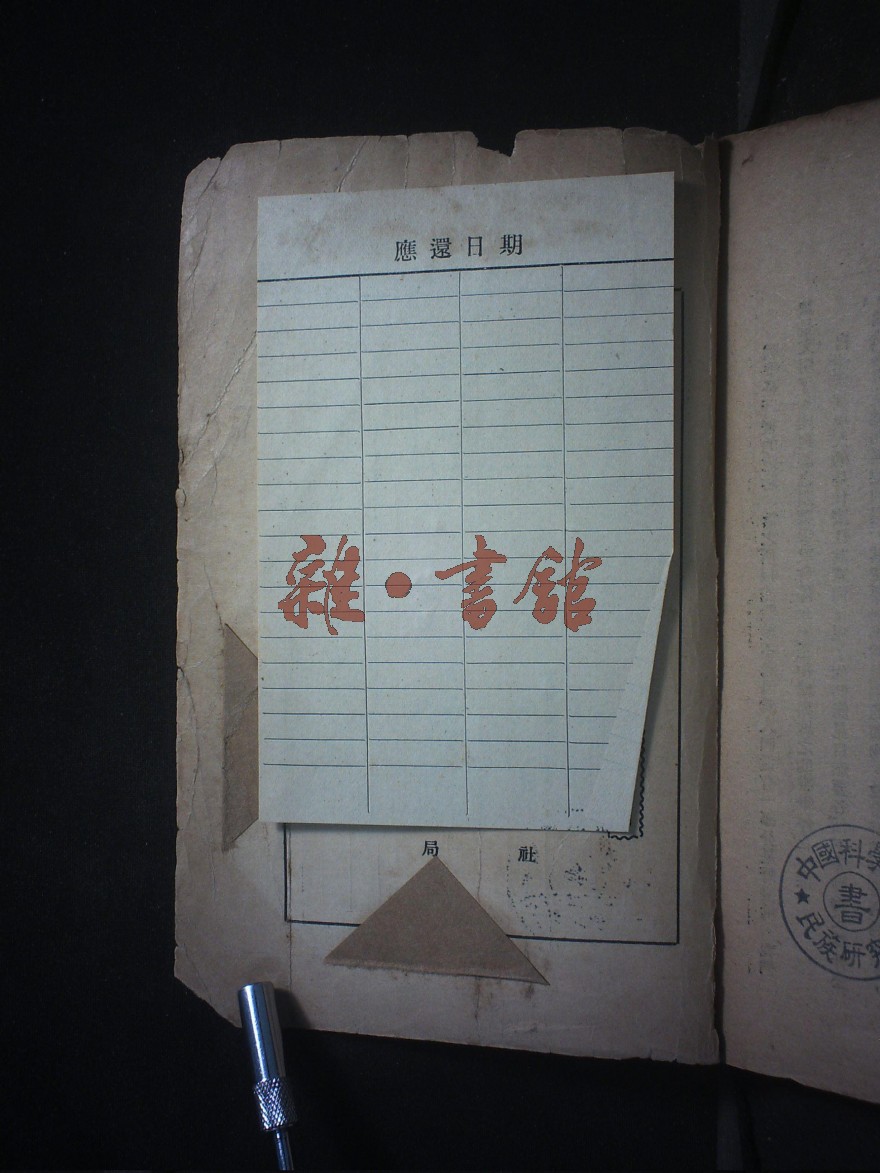 應還日期
雜·書館
局 社
中國科學
書
民族研究